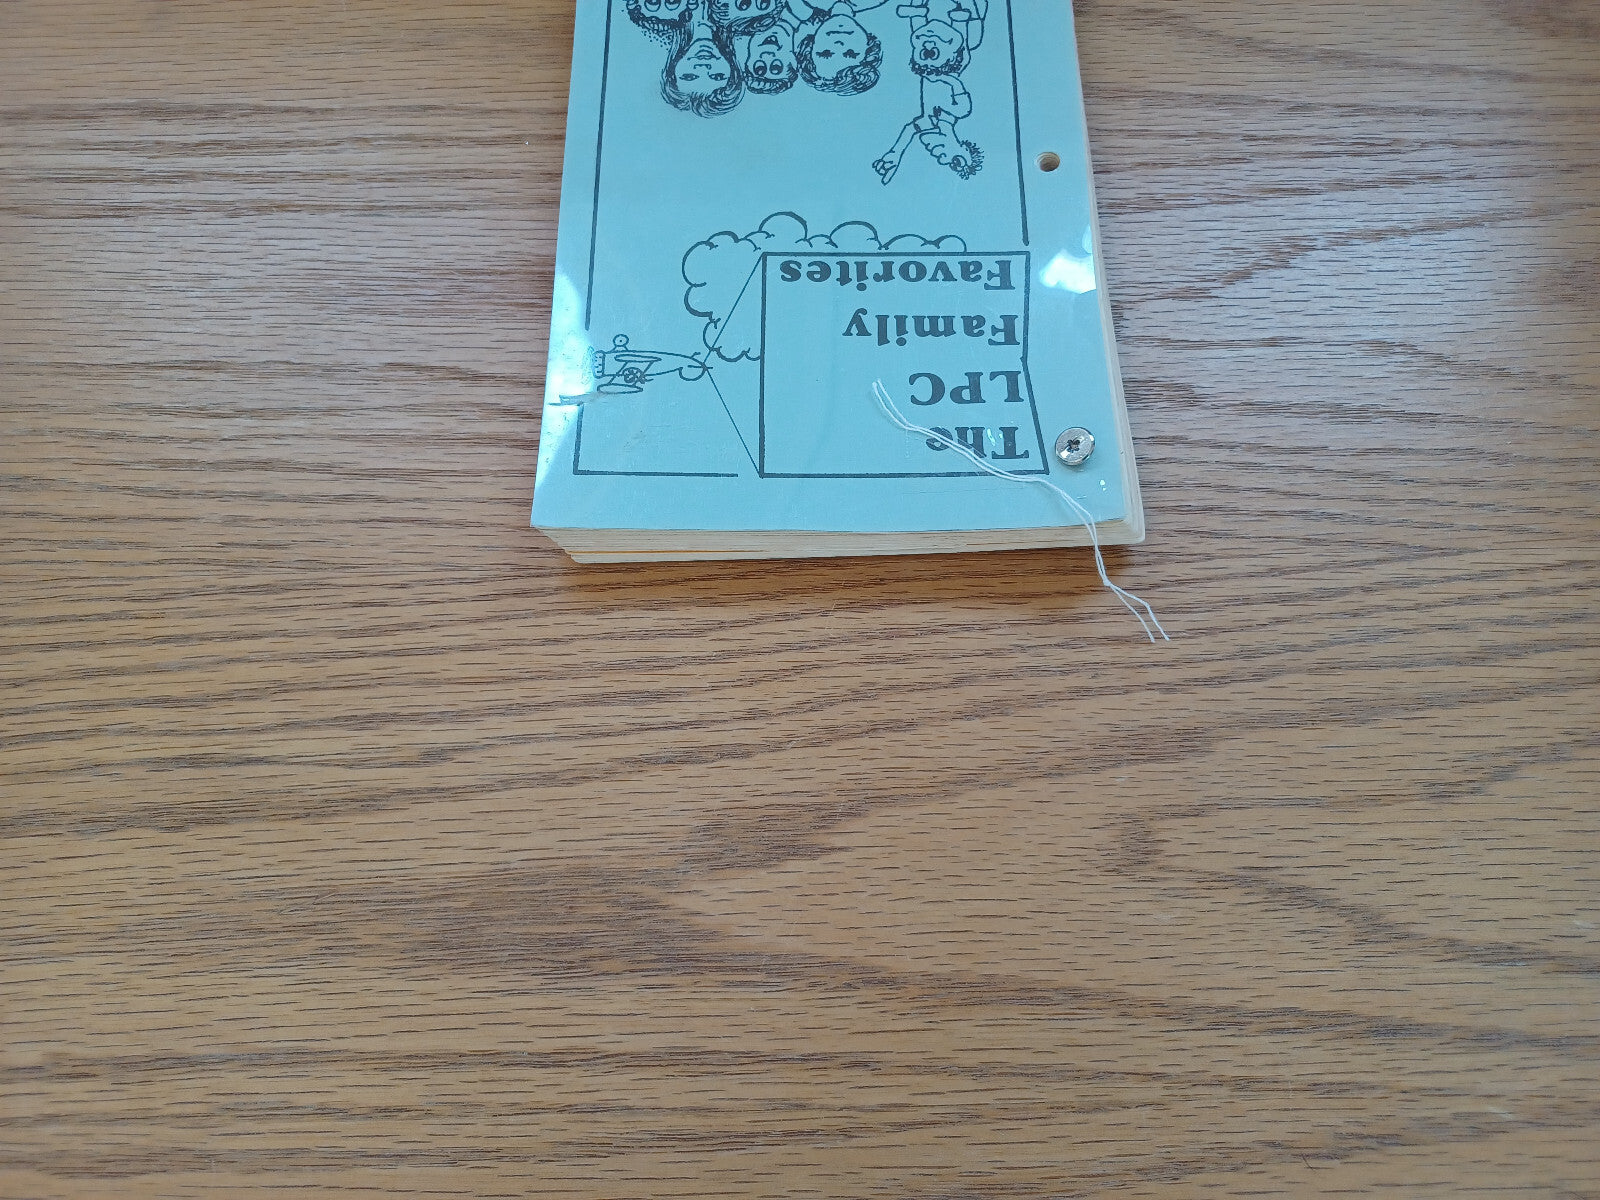 The
LPC
Family
Favorites